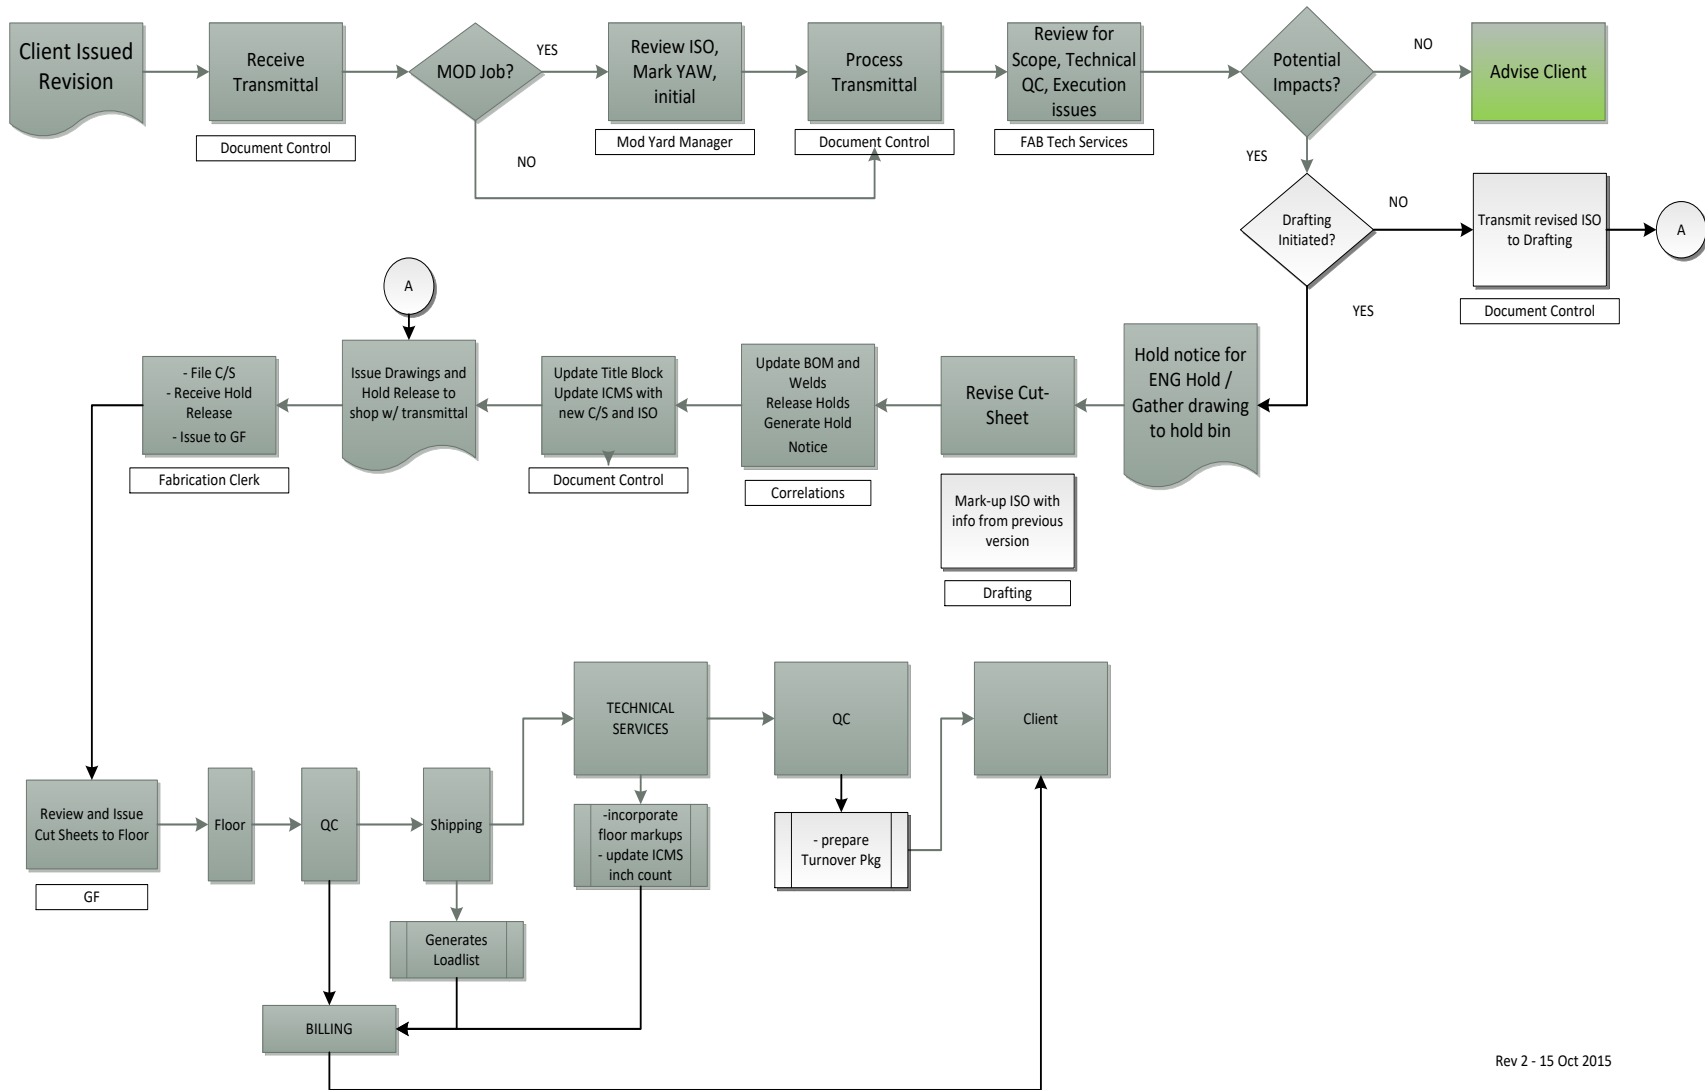 Client Issued
Revision
Receive
Transmittal
Document Control
MOD Job?
YES
NO
Review ISO,
Mark YAW,
initial
Mod Yard Manager
Process
Transmittal
Document Control
Review for
Scope, Technical
QC, Execution
issues
FAB Tech Services
Potential
Impacts?
NO
YES
Advise Client
Drafting
Initiated?
NO
YES
Transmit revised ISO
to Drafting
Document Control
A
A
- File C/S
- Receive Hold
Release
- Issue to GF
Fabrication Clerk
Issue Drawings and
Hold Release to
shop w/ transmittal
Update Title Block
Update ICMS with
new C/S and ISO
Document Control
Update BOM and
Welds
Release Holds
Generate Hold
Notice
Correlations
Revise Cut-
Sheet
Mark-up ISO with
info from previous
version
Drafting
Hold notice for
ENG Hold /
Gather drawing
to hold bin
Review and Issue
Cut Sheets to Floor
GF
Floor
QC
Shipping
Generates
Loadlist
BILLING
TECHNICAL
SERVICES
-incorporate
floor markups
- update ICMS
inch count
QC
- prepare
Turnover Pkg
Client
Rev 2 - 15 Oct 2015